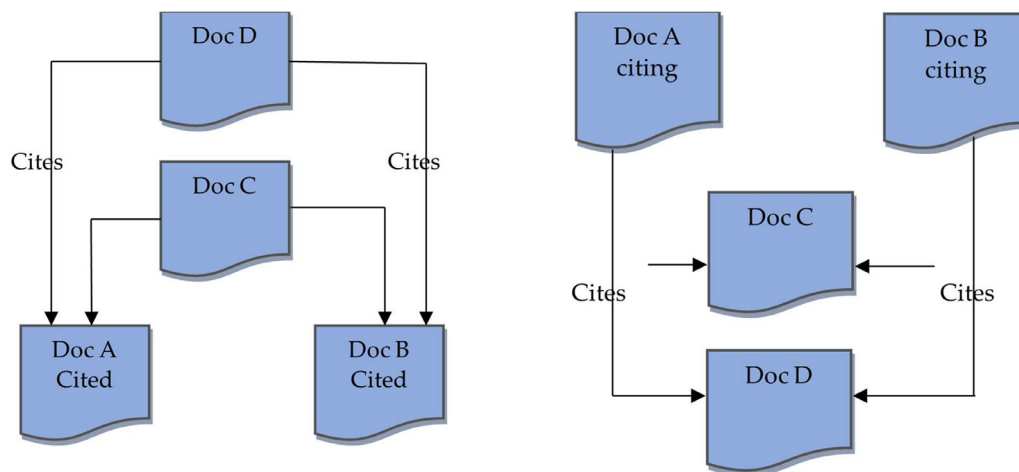 Doc D
Cites
Cites
Doc C
Doc A
Cited
Doc B
Cited
Doc A
citing
Doc B
citing
Doc C
Cites
Cites
Doc D